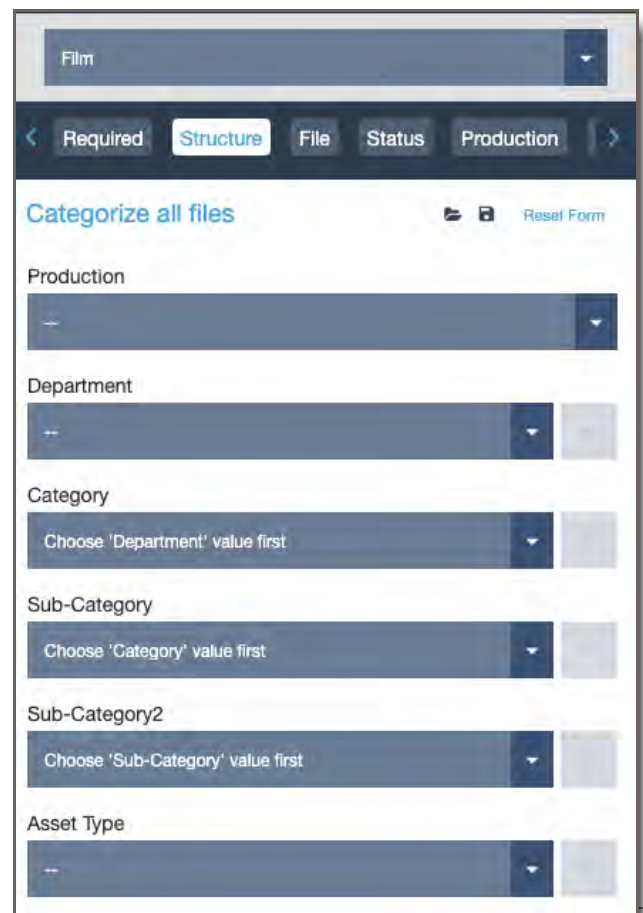 Film
Required Structure File Status Production
Categorize all files Reset Form
Production
--
Department
--
Category
Choose 'Department' value first
Sub-Category
Choose 'Category' value first
Sub-Category2
Choose 'Sub-Category' value first
Asset Type
--